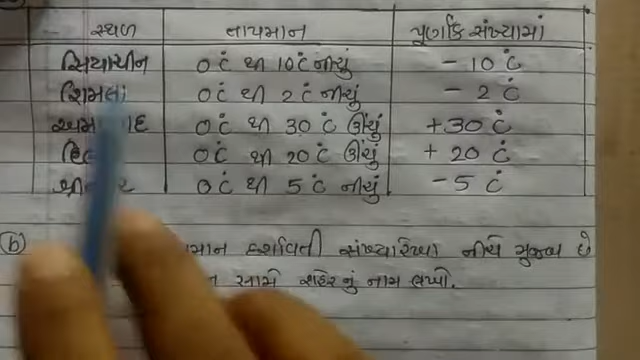 સ્થળ તાપમાન પૂર્ણાંક સંખ્યામાં
સિયાચીન 0°C થી 10°C નીચું - 10°C
શિમલા 0°C થી 2°C નીચું - 2°C
0°C થી 30°C ઊંચું +30°C
0°C થી 20°C ઊંચું + 20°C
0°C થી 5°C નીચું - 5°C
(b) દર્શાવતી સંખ્યારેખા નીચે મુજબ છે
સામે શહેરનું નામ લખો.